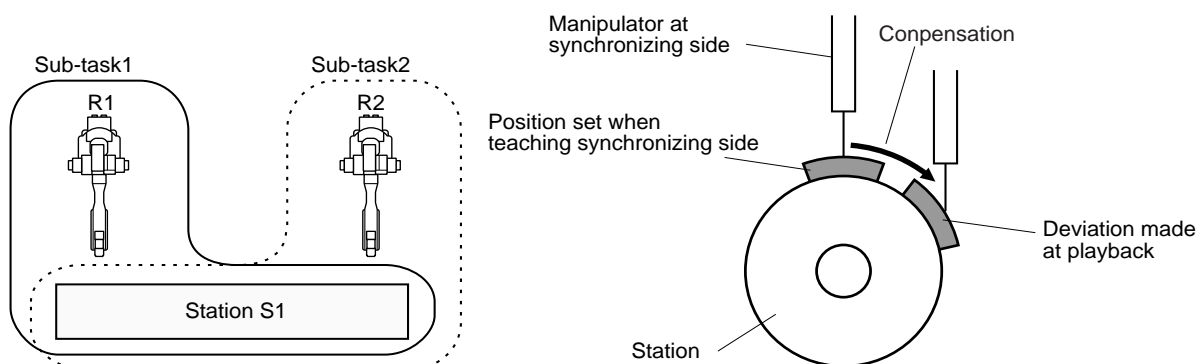 Sub-task1
Sub-task2
R1
R2
Station S1
Manipulator at
synchronizing side
Conpensation
Position set when
teaching synchronizing side
Deviation made
at playback
Station